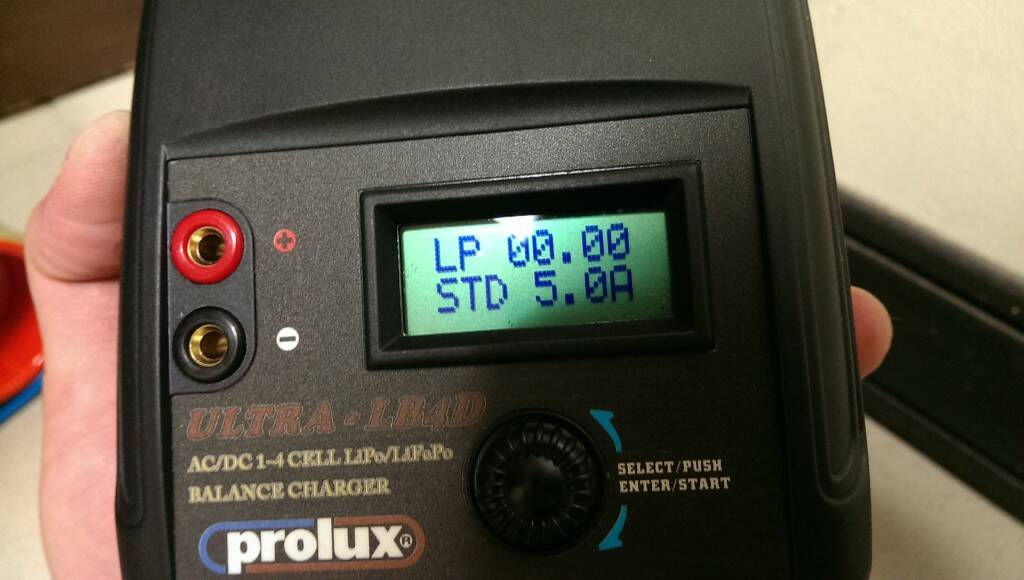 LP 00.00
STD 5.0A
ULTRA - LB4D
AC/DC 1-4 CELL LiPo/LiFePo
BALANCE CHARGER
SELECT/PUSH
ENTER/START
prolux®